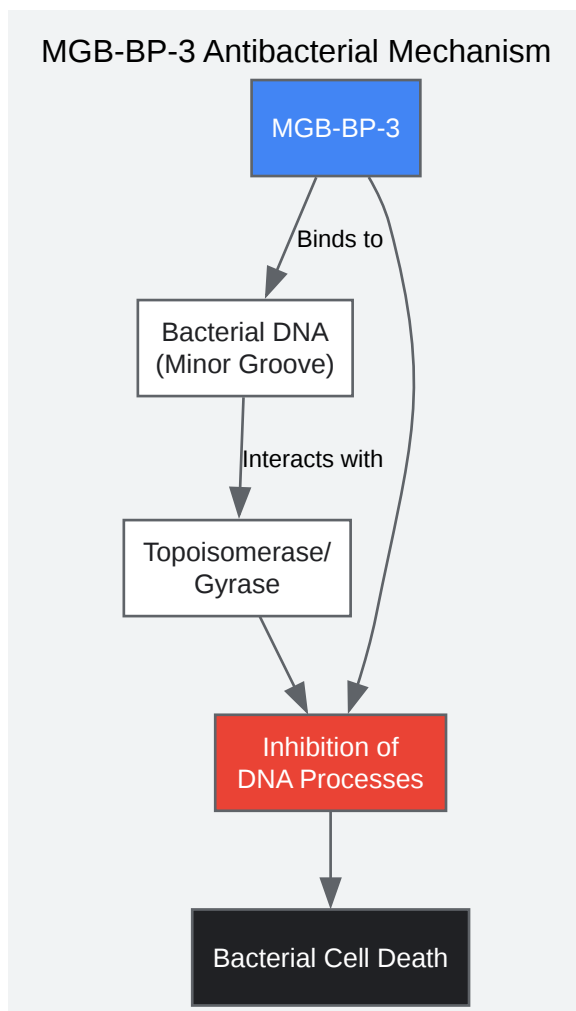 MGB-BP-3 Antibacterial Mechanism
MGB-BP-3
Binds to
Bacterial DNA
(Minor Groove)
Interacts with
Topoisomerase/
Gyrase
Inhibition of
DNA Processes
Bacterial Cell Death